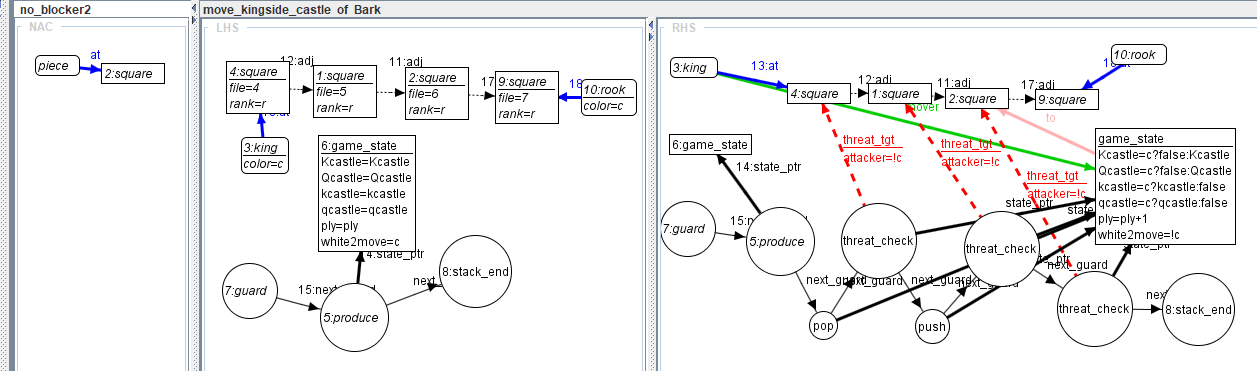 no_blocker2
NAC
piece
at
2:square
move_kingside_castle of Bark
LHS
4:square
file=4
rank=r
12:adj
1:square
file=5
rank=r
11:adj
2:square
file=6
rank=r
17
9:square
file=7
rank=r
18
10:rook
color=c
3:king
color=c
6:game_state
Kcastle=Kcastle
Qcastle=Qcastle
kcastle=kcastle
qcastle=qcastle
ply=ply
white2move=c
4:state_ptr
7:guard
15:next
5:produce
next
8:stack_end
RHS
3:king
13:at
4:square
12:adj
1:square
11:adj
2:square
17:adj
9:square
10:rook
mover
to
threat_tgt
attacker=!c
threat_tgt
attacker=!c
threat_tgt
attacker=!c
6:game_state
14:state_ptr
game_state
Kcastle=c?false:Kcastle
Qcastle=c?false:Qcastle
kcastle=c?kcastle:false
qcastle=c?qcastle:false
ply=ply+1
white2move=!c
7:guard
5:produce
threat_check
threat_check
threat_check
state_ptr
next_guard
next_guard
pop
push
next
8:stack_end